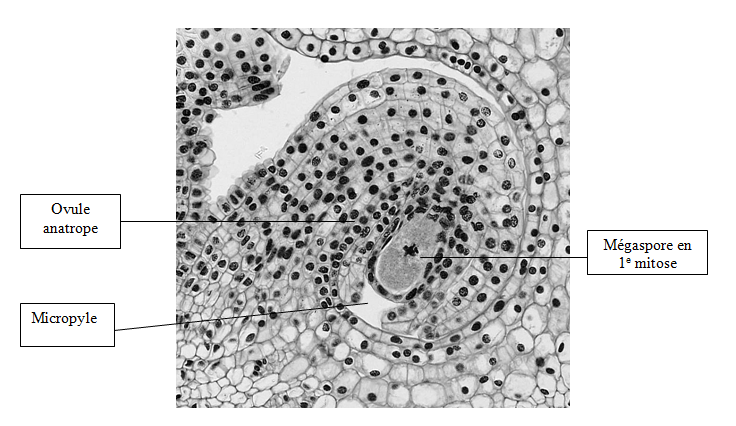 Ovule
anatrope
Mégaspore en
1e mitose
Micropyle